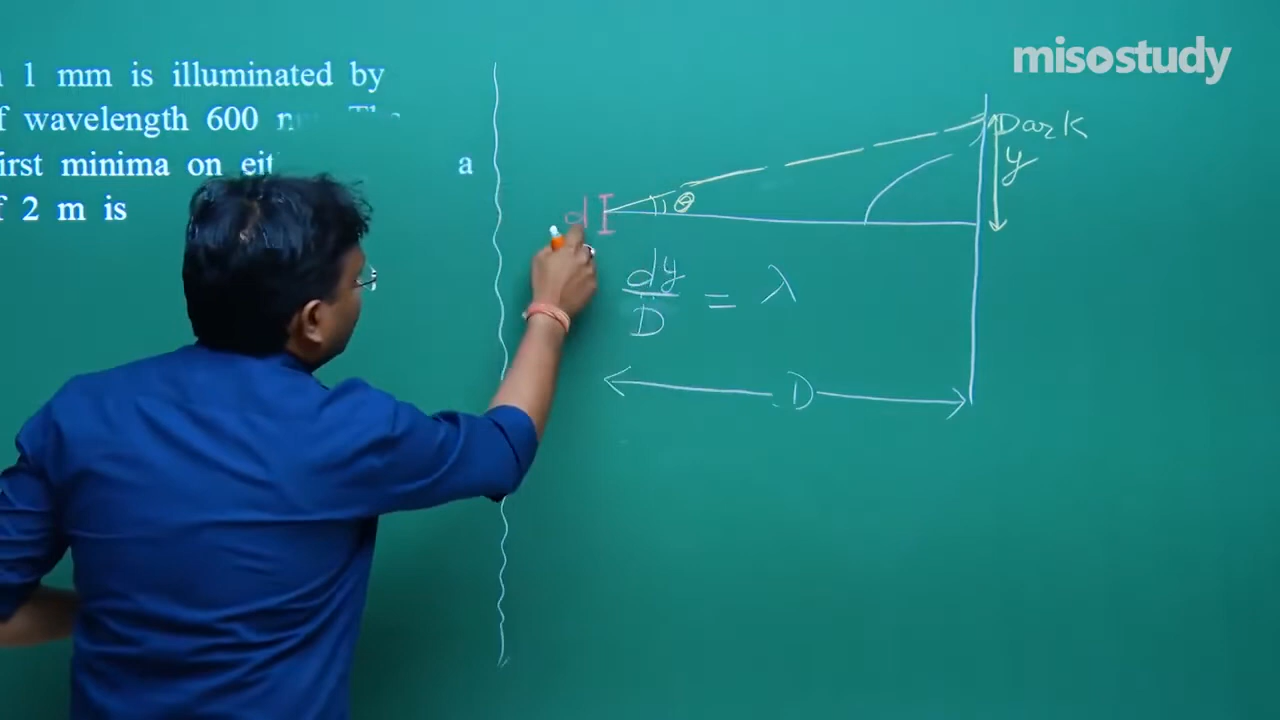 1 mm is illuminated by
f wavelength 600
irst minima on eit a
f 2 m is
misostudy
Dark
y
θ
d
dy/D = λ
D